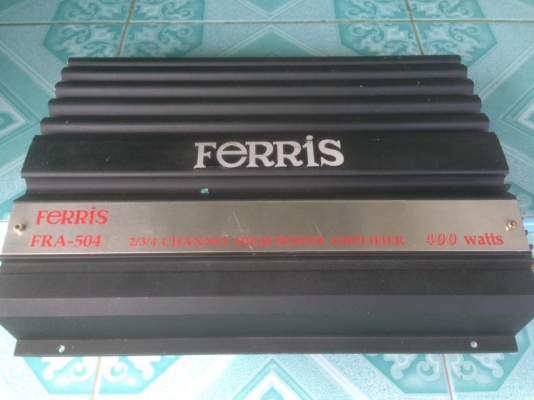 FeRRiS
FeRRiS
FRA-504 2/3/4 CHANNEL HIGH POWER AMPLIFIER 400 watts